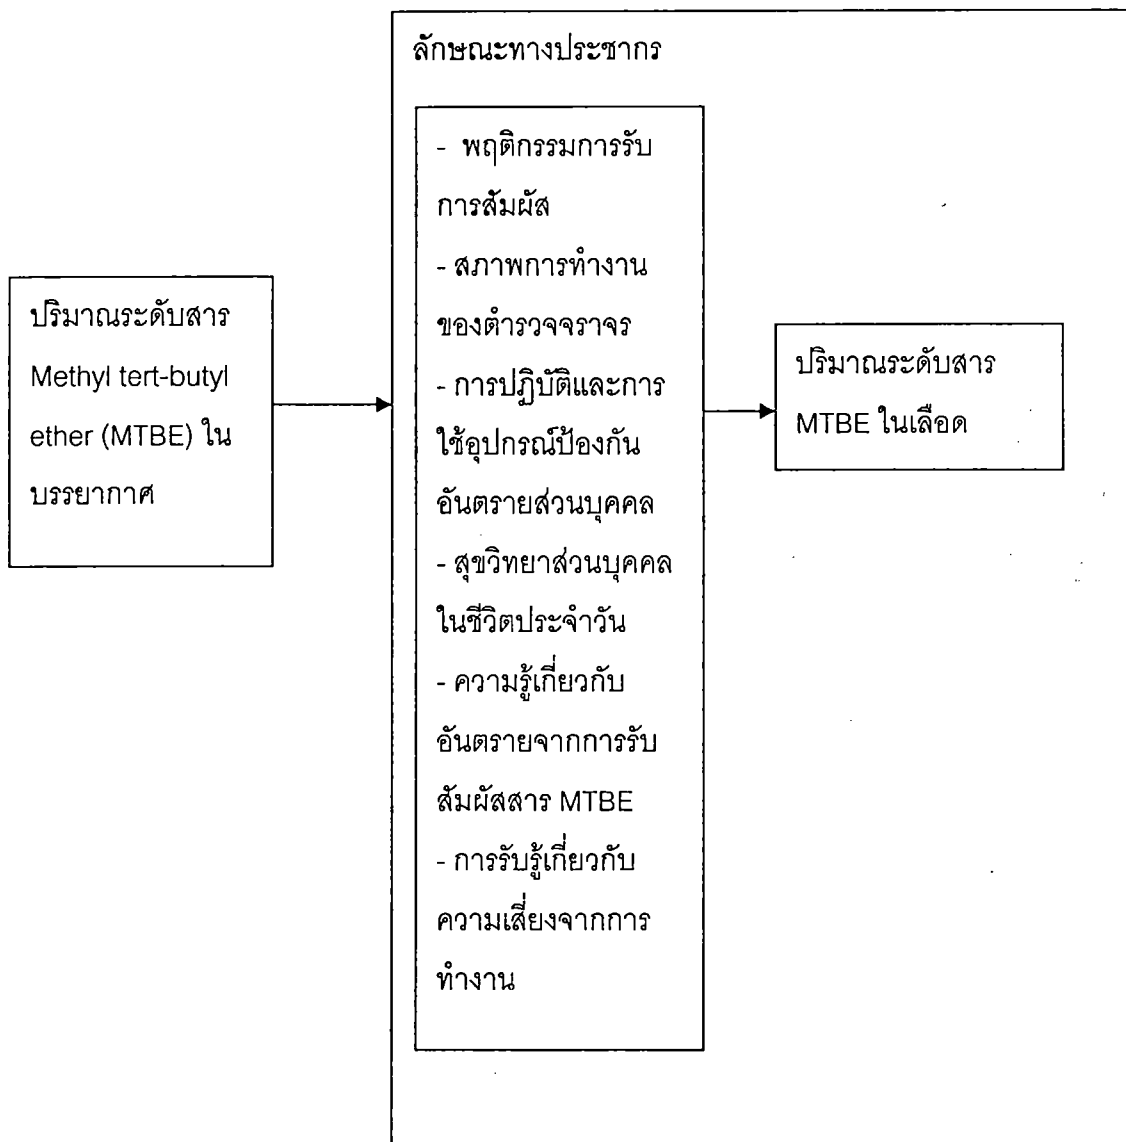 ลักษณะทางประชากร
ปริมาณระดับสาร
Methyl tert-butyl
ether (MTBE) ใน
บรรยากาศ
- พฤติกรรมการรับ
การสัมผัส
- สภาพการทำงาน
ของตำรวจจราจร
- การปฏิบัติและการ
ใช้อุปกรณ์ป้องกัน
อันตรายส่วนบุคคล
- สุขวิทยาส่วนบุคคล
ในชีวิตประจำวัน
- ความรู้เกี่ยวกับ
อันตรายจากการรับ
สัมผัสสาร MTBE
- การรับรู้เกี่ยวกับ
ความเสี่ยงจากการ
ทำงาน
ปริมาณระดับสาร
MTBE ในเลือด